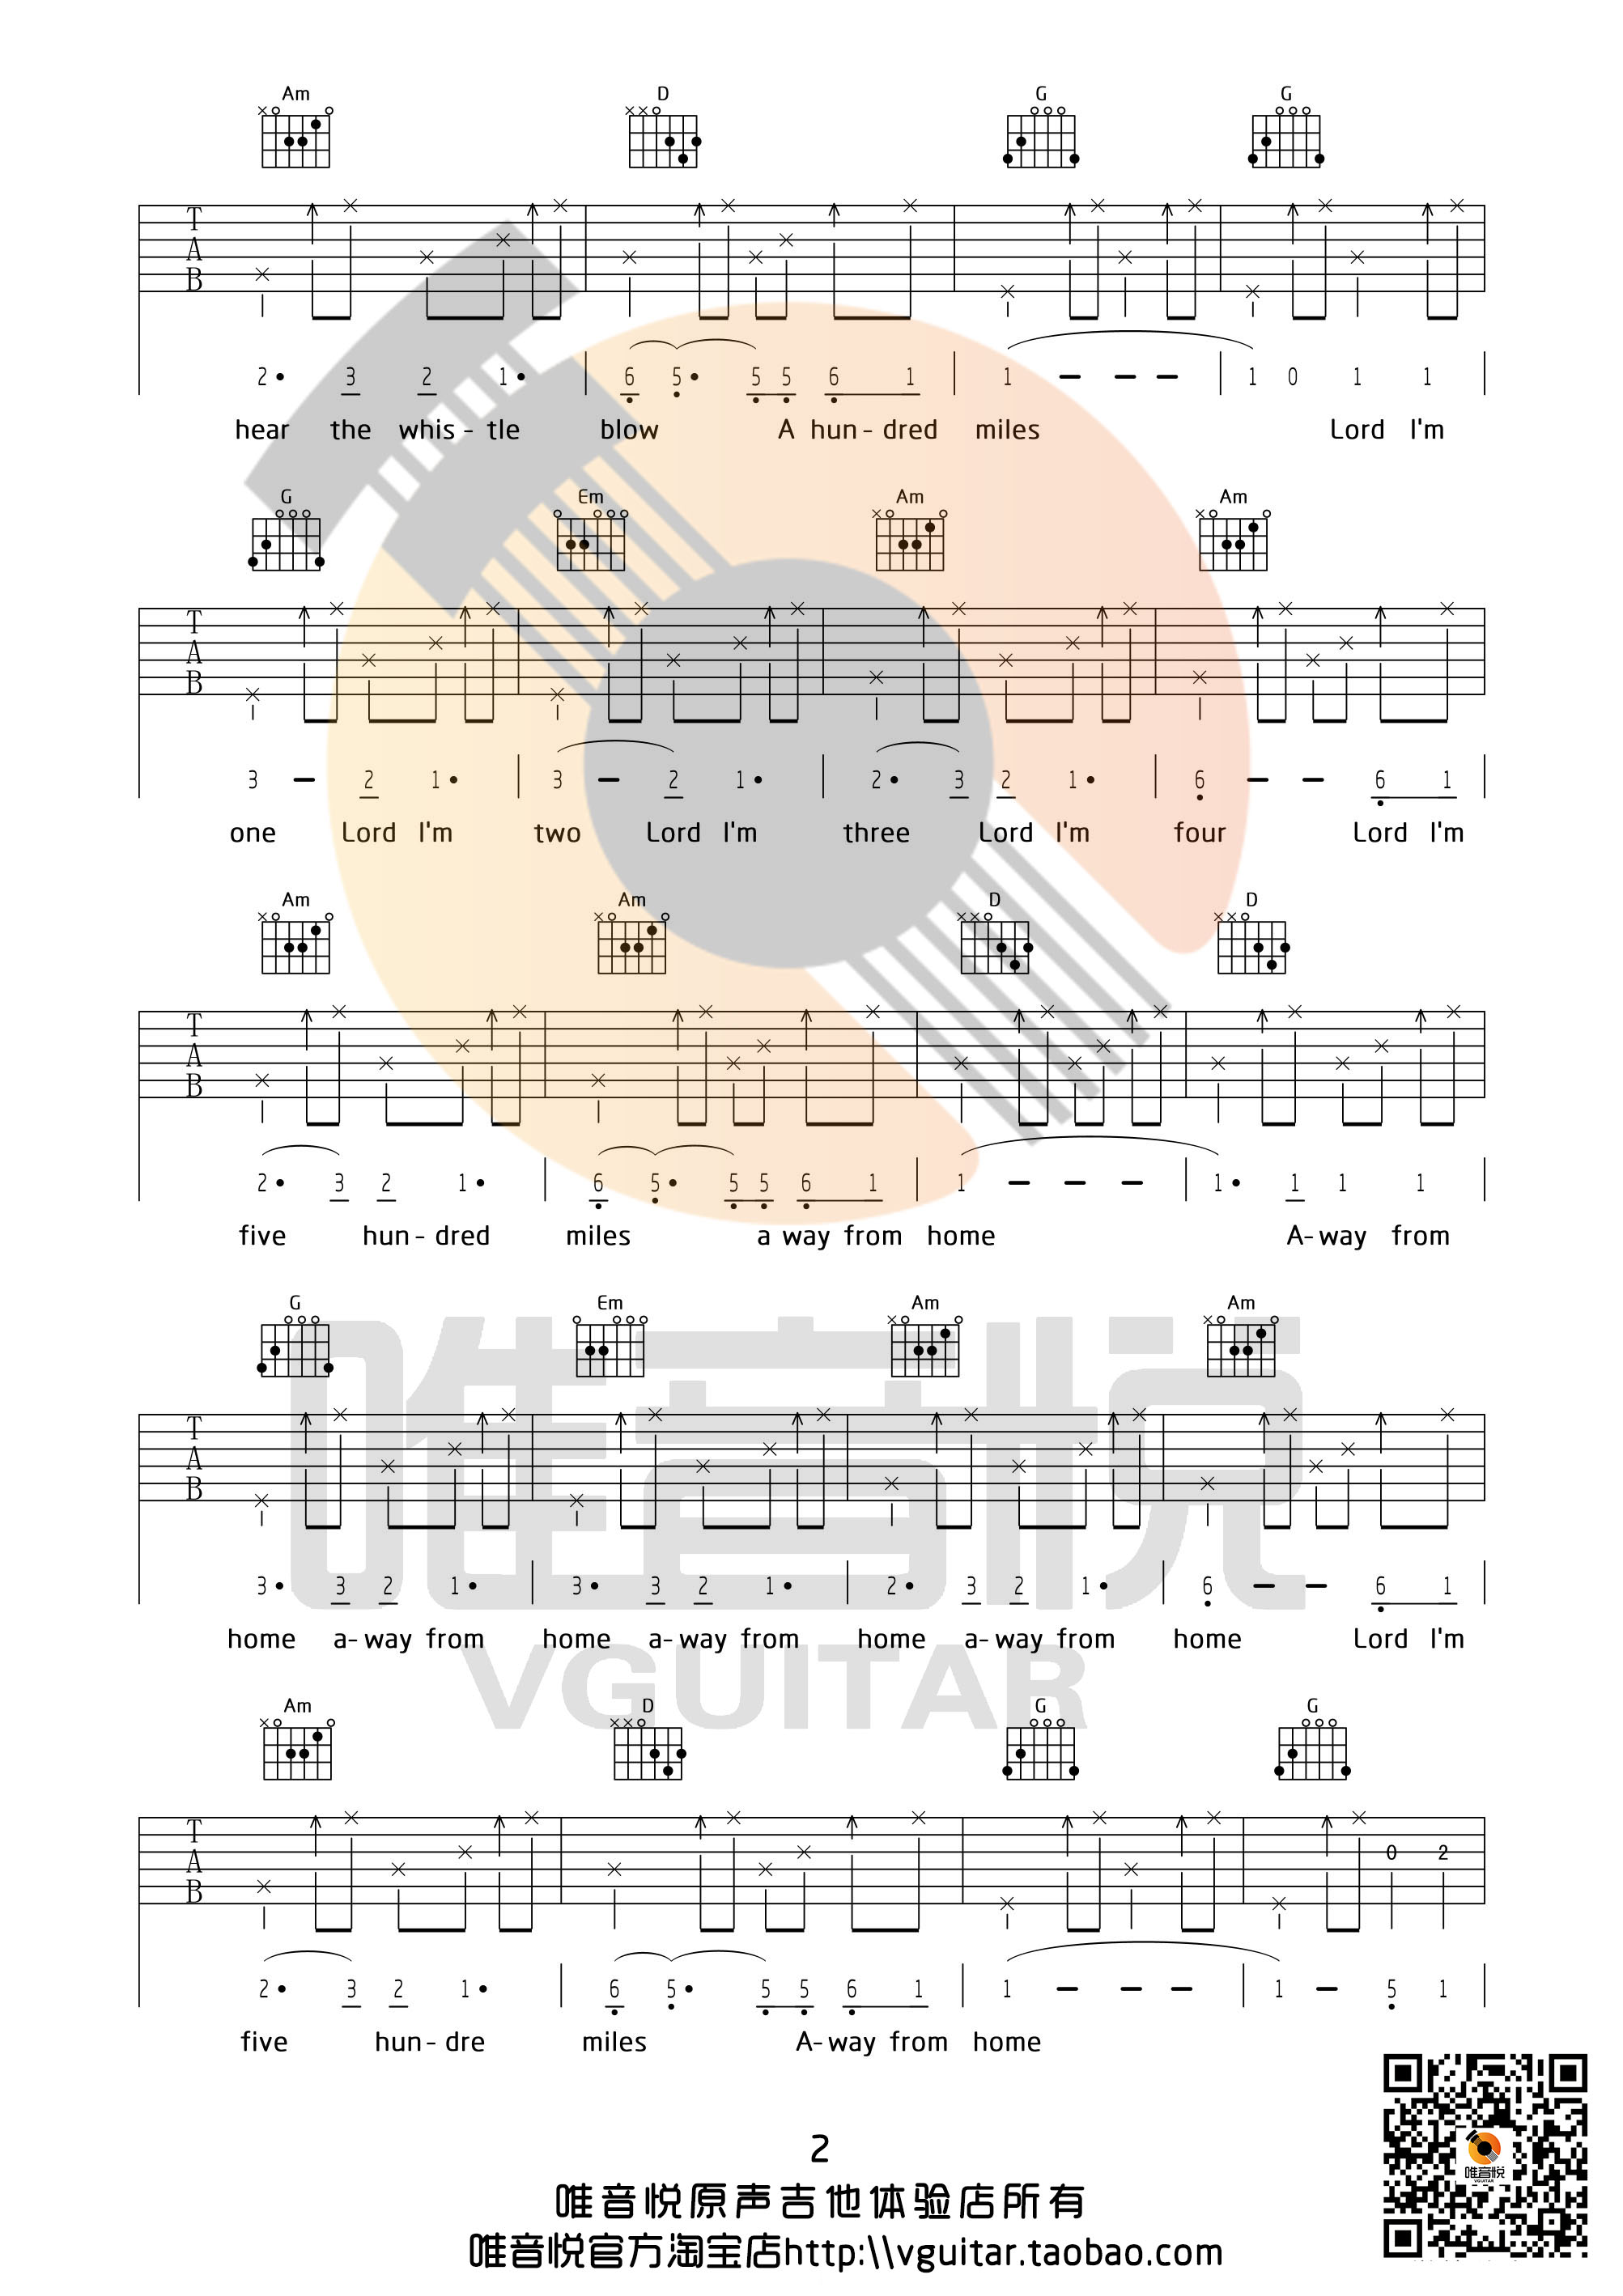 Am D G G
T A B
2 • 3 2 1 • 6 5 • 5 5 6 1 1 — — — 1 0 1 1
hear the whis - tle blow A hun - dred miles Lord I'm
G Em Am Am
T A B
3 — 2 1 • 3 — 2 1 • 2 • 3 2 1 • 6 — — 6 1
one Lord I'm two Lord I'm three Lord I'm four Lord I'm
Am Am D D
T A B
2 • 3 2 1 • 6 5 • 5 5 6 1 1 — — — 1 • 1 1 1
five hun - dred miles a way from home A-way from
G Em Am Am
T A B
3 • 3 2 1 • 3 • 3 2 1 • 2 • 3 2 1 • 6 — — 6 1
home a-way from home a-way from home a-way from home Lord I'm
唯音悦
VGUITAR
Am D G G
T A B
0 2
2 • 3 2 1 • 6 5 • 5 5 6 1 1 — — — 1 — 5 1
five hun - dre miles A-way from home
2
唯音悦原声吉他体验店所有
唯音悦官方淘宝店http:\\vguitar.taobao.com
唯音悦
VGUITAR